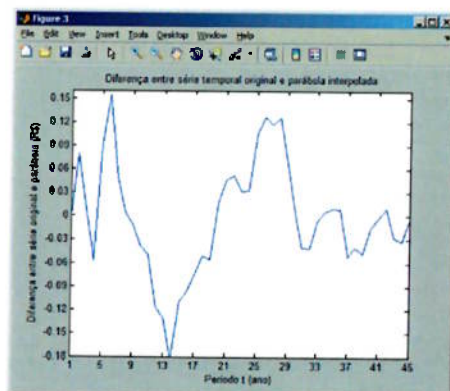 Figure 3
File Edit View Insert Tools Desktop Window Help
Diferença entre série temporal original e parábola interpolada
Diferença entre série original e parábola (R$)
0.15
0.12
0.09
0.06
0.03
0
-0.03
-0.06
-0.09
-0.12
-0.15
-0.18
1 5 9 13 17 21 25 29 33 37 41 45
Período t (ano)